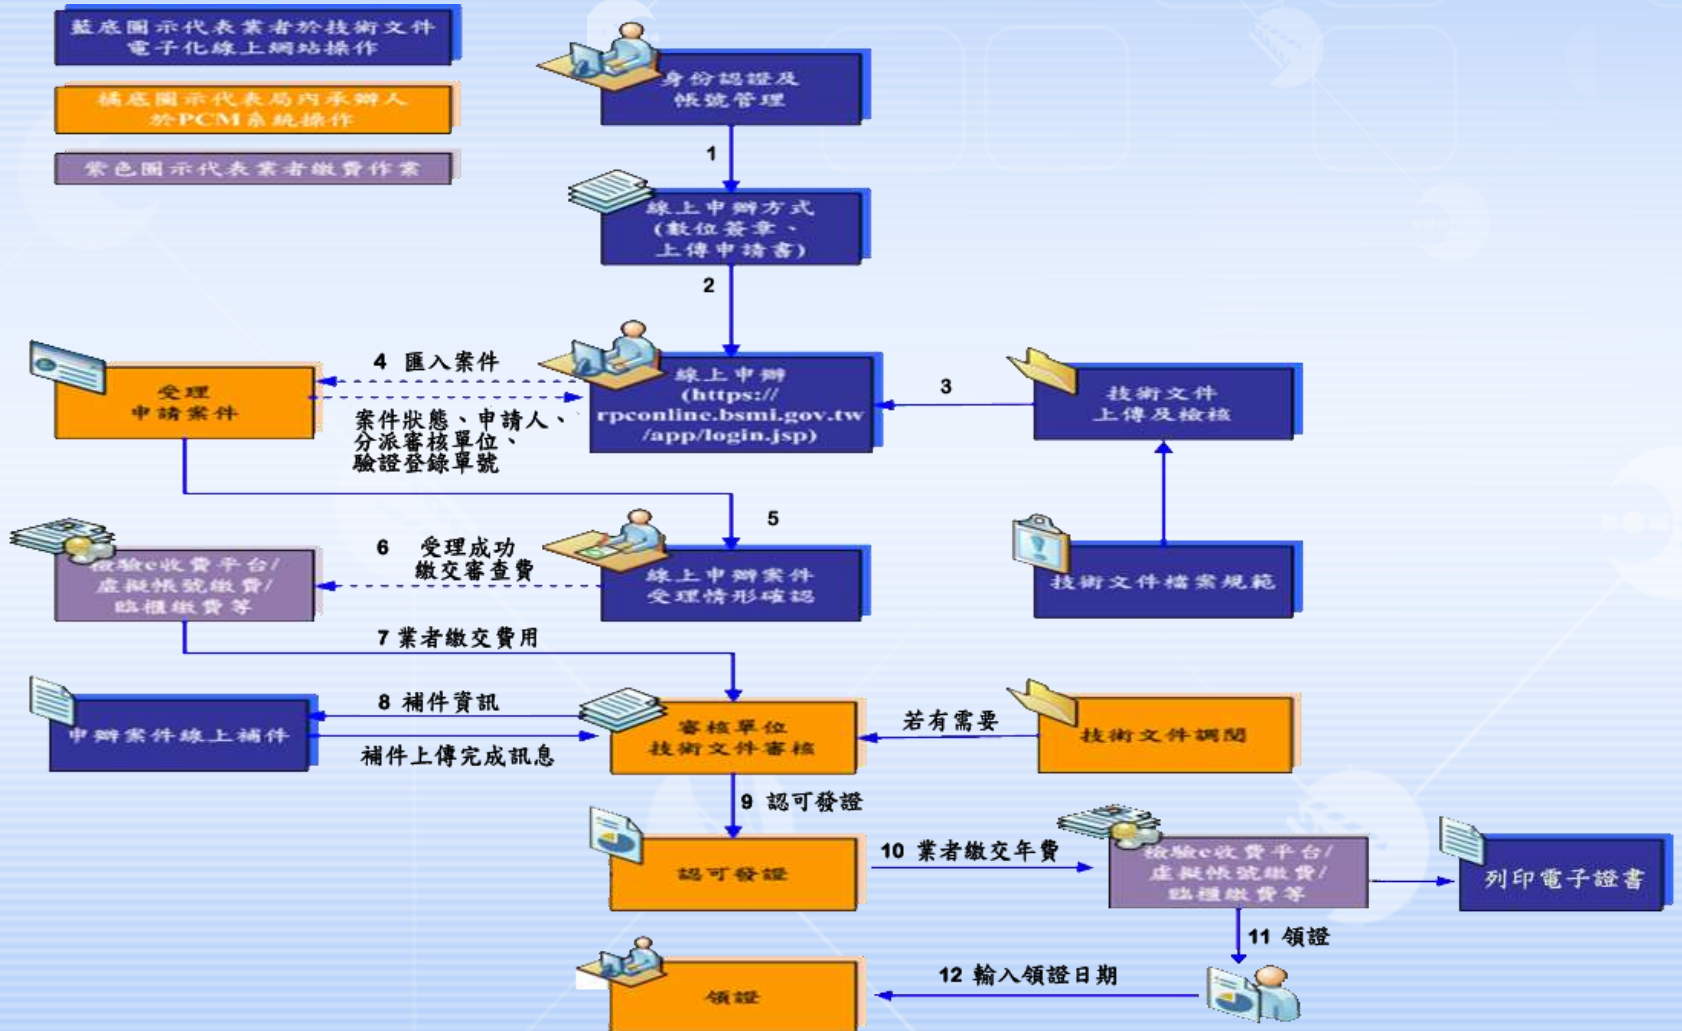 藍底圖示代表業者於技術文件
電子化線上網站操作
橘底圖示代表局內承辦人
於PCM系統操作
紫色圖示代表業者繳費作業
身份認證及
帳號管理
1
線上申辦方式
(數位簽章、
上傳申請書)
2
受理
申請案件
4 匯入案件
案件狀態、申請人、
分派審核單位、
驗證登錄單號
線上申辦
(https://
rpconline.bsmi.gov.tw
/app/login.jsp)
3
技術文件
上傳及檢核
5
檢驗e收費平台/
虛擬帳號繳費/
臨櫃繳費等
6 受理成功
繳交審查費
線上申辦案件
受理情形確認
技術文件檔案規範
7 業者繳交費用
申辦案件線上補件
8 補件資訊
補件上傳完成訊息
審核單位
技術文件審核
若有需要
技術文件調閱
9 認可發證
認可發證
10 業者繳交年費
檢驗e收費平台/
虛擬帳號繳費/
臨櫃繳費等
列印電子證書
11 領證
12 輸入領證日期
領證